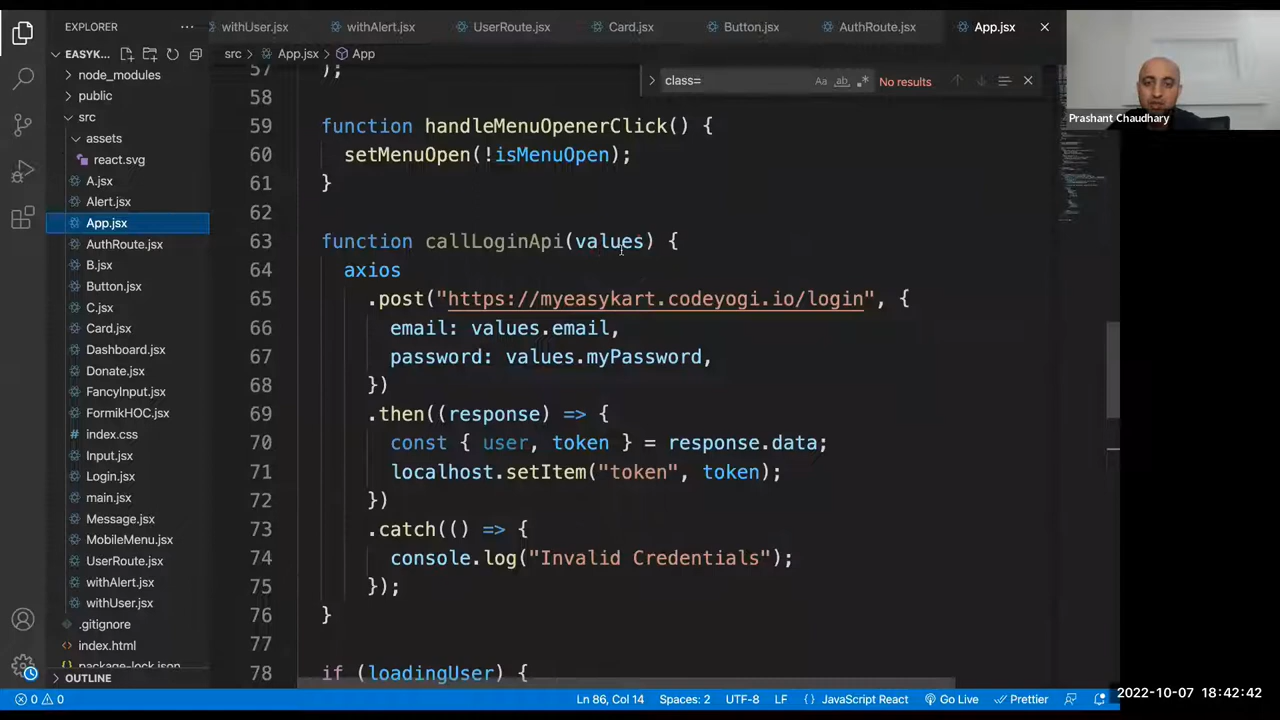 EXPLORER
withUser.jsx
withAlert.jsx
UserRoute.jsx
Card.jsx
Button.jsx
AuthRoute.jsx
App.jsx
EASYK...
src > App.jsx > App
class=
No results
Prashant Chaudhary
node_modules
public
src
assets
react.svg
A.jsx
Alert.jsx
App.jsx
AuthRoute.jsx
B.jsx
Button.jsx
C.jsx
Card.jsx
Dashboard.jsx
Donate.jsx
FancyInput.jsx
FormikHOC.jsx
index.css
Input.jsx
Login.jsx
main.jsx
Message.jsx
MobileMenu.jsx
UserRoute.jsx
withAlert.jsx
withUser.jsx
.gitignore
index.html
package-lock.json
OUTLINE
57 );
58
59 function handleMenuOpenerClick() {
60 setMenuOpen(!isMenuOpen);
61 }
62
63 function callLoginApi(values) {
64 axios
65 .post("https://myeasykart.codeyogi.io/login", {
66 email: values.email,
67 password: values.myPassword,
68 })
69 .then((response) => {
70 const { user, token } = response.data;
71 localhost.setItem("token", token);
72 })
73 .catch(() => {
74 console.log("Invalid Credentials");
75 });
76 }
77
78 if (loadingUser) {
0 0
Ln 86, Col 14
Spaces: 2
UTF-8
LF
{ } JavaScript React
Go Live
Prettier
2022-10-07 18:42:42